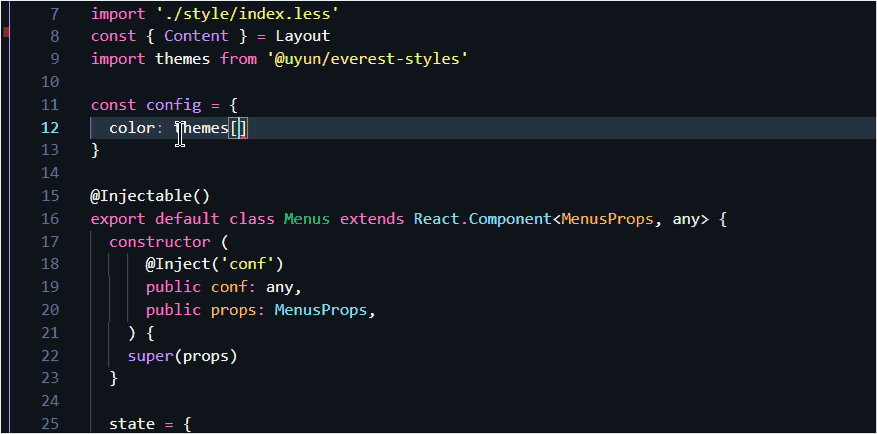 7 import './style/index.less'
8 const { Content } = Layout
9 import themes from '@uyun/everest-styles'
10
11 const config = {
12 color: themes[]
13 }
14
15 @Injectable()
16 export default class Menus extends React.Component<MenusProps, any> {
17 constructor (
18 @Inject('conf')
19 public conf: any,
20 public props: MenusProps,
21 ) {
22 super(props)
23 }
24
25 state = {